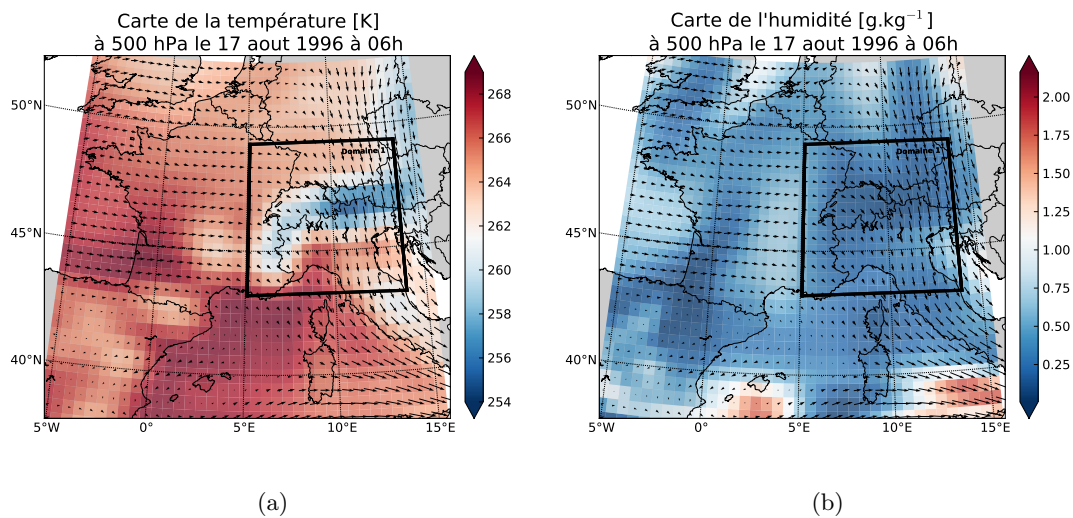 Carte de la température [K]
à 500 hPa le 17 aout 1996 à 06h
50°N
45°N
40°N
5°W
0°
5°E
10°E
15°E
Domaine 1
268
266
264
262
260
258
256
254
(a)
Carte de l'humidité [g.kg⁻¹]
à 500 hPa le 17 aout 1996 à 06h
50°N
45°N
40°N
5°W
0°
5°E
10°E
15°E
Domaine 1
2.00
1.75
1.50
1.25
1.00
0.75
0.50
0.25
(b)